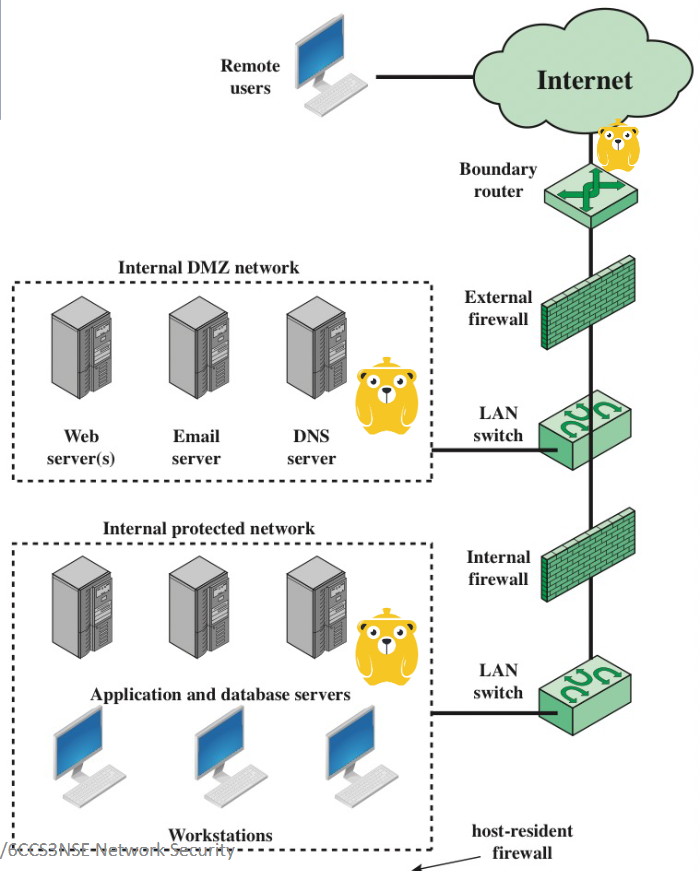 Remote
users
Internet
Boundary
router
Internal DMZ network
External
firewall
Web
server(s)
Email
server
DNS
server
LAN
switch
Internal protected network
Internal
firewall
Application and database servers
LAN
switch
Workstations
/6CCS3NSE Network Security
host-resident
firewall